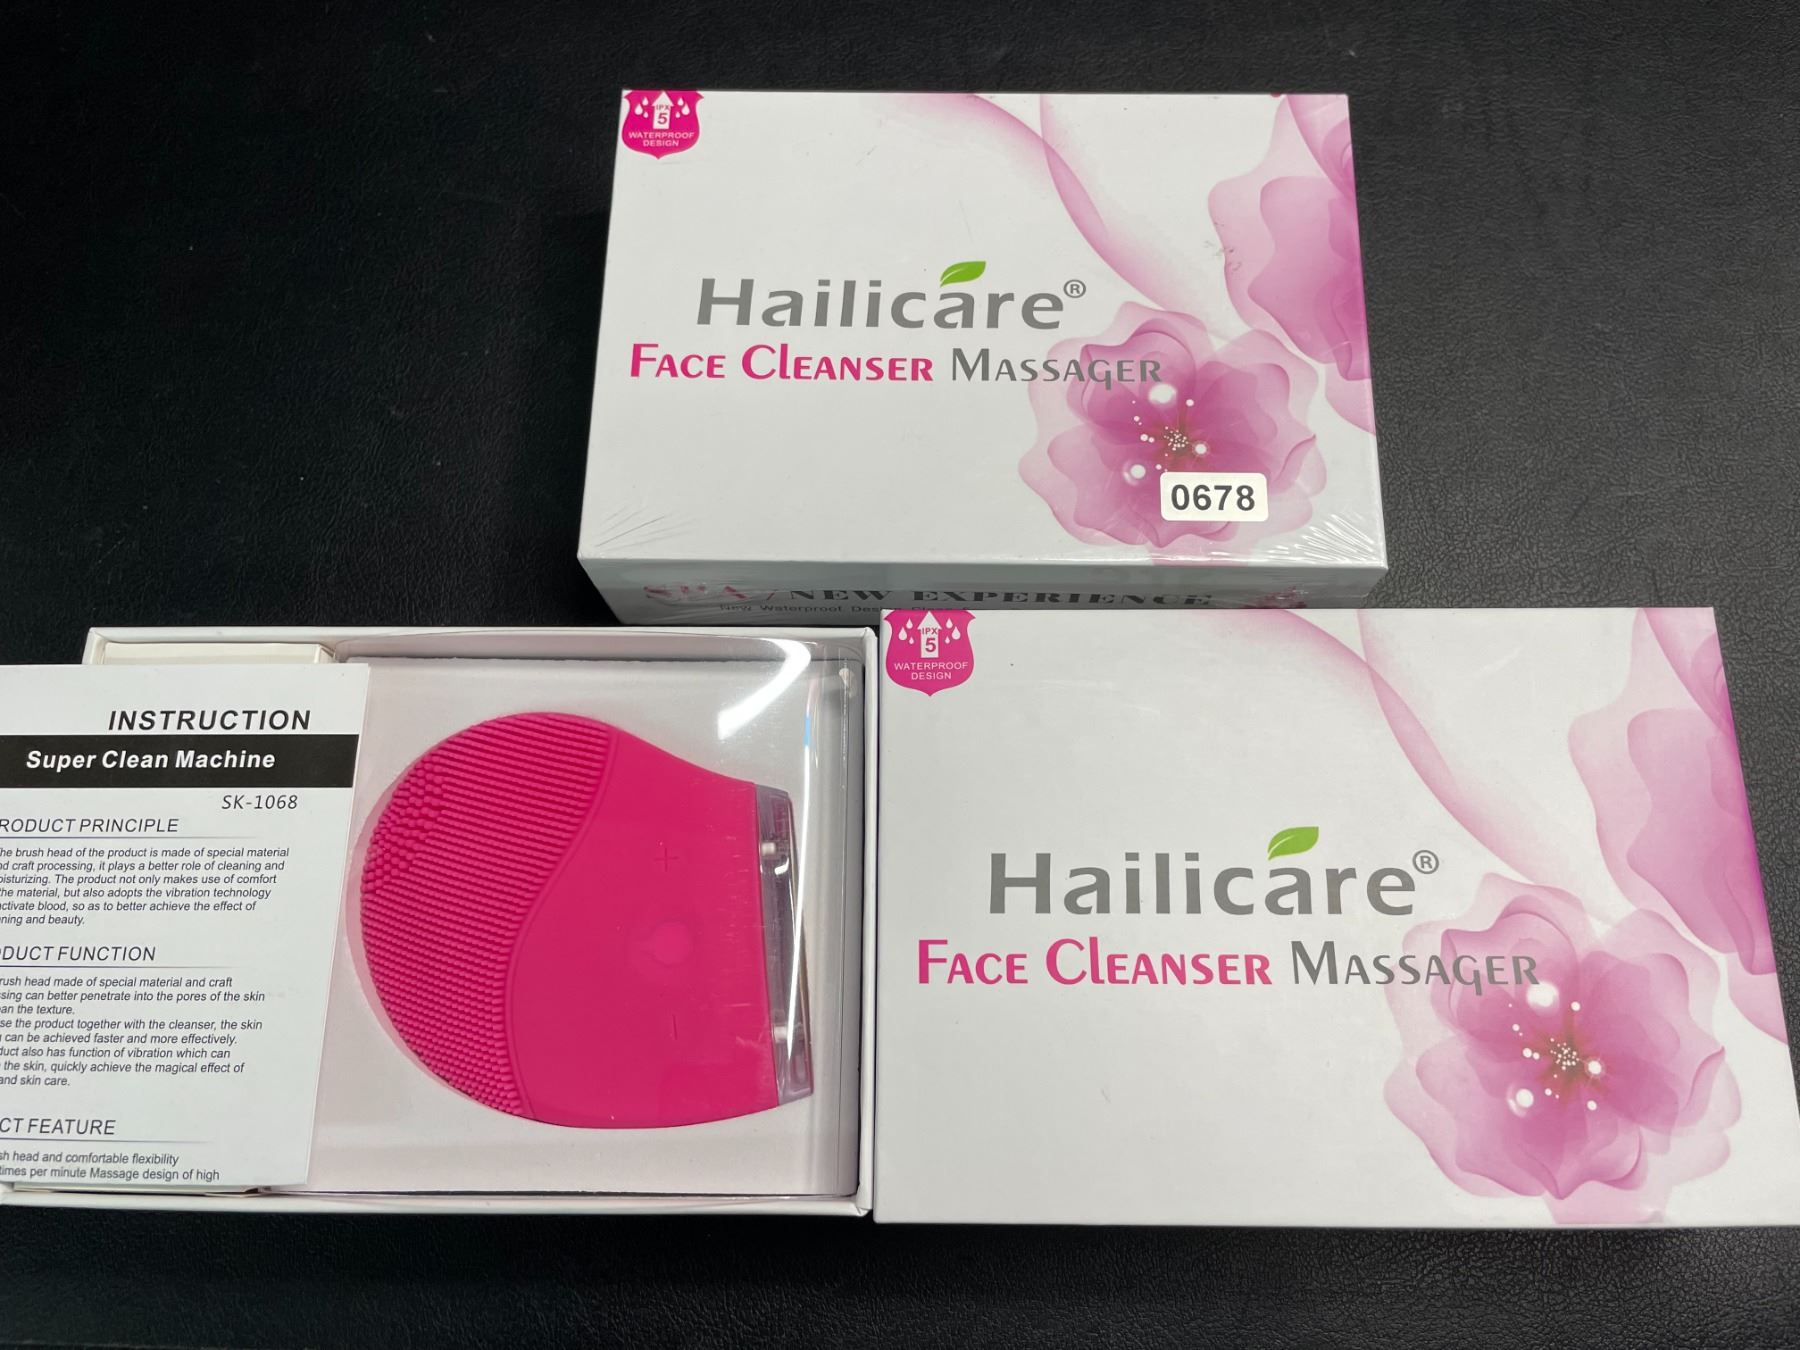 IPX
5
WATERPROOF
DESIGN
Hailicare®
FACE CLEANSER MASSAGER
0678
SPA / NEW EXPERIENCE
New Waterproof
IPX
5
WATERPROOF
DESIGN
Hailicare®
FACE CLEANSER MASSAGER
INSTRUCTION
Super Clean Machine
SK-1068
RODUCT PRINCIPLE
he brush head of the product is made of special material
nd craft processing, it plays a better role of cleaning and
oisturizing. The product not only makes use of comfort
the material, but also adopts the vibration technology
activate blood, so as to better achieve the effect of
ning and beauty.
DUCT FUNCTION
rush head made of special material and craft
ssing can better penetrate into the pores of the skin
an the texture.
se the product together with the cleanser, the skin
can be achieved faster and more effectively.
duct also has function of vibration which can
the skin, quickly achieve the magical effect of
and skin care.
CT FEATURE
sh head and comfortable flexibility
times per minute Massage design of high
+
−